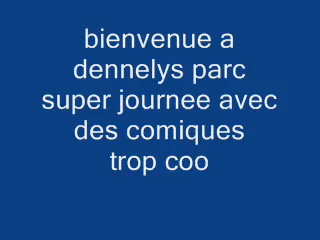 bienvenue a
dennelys parc
super journee avec
des comiques
trop coo